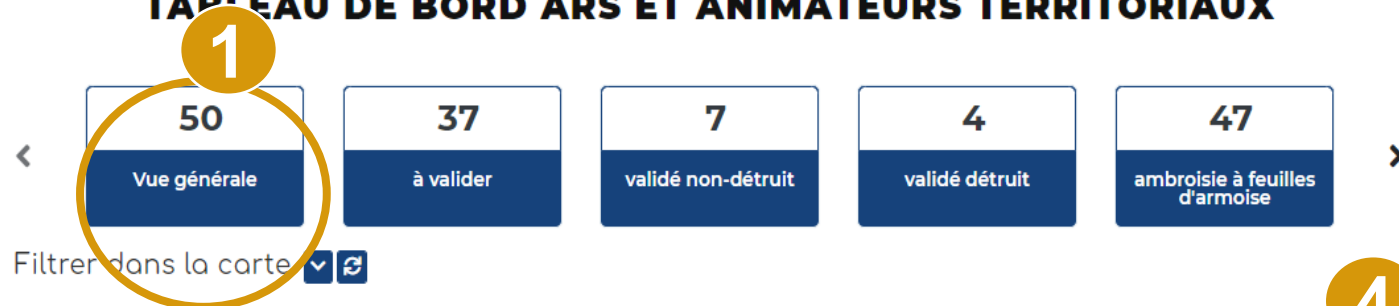 TABLEAU DE BORD ARS ET ANIMATEURS TERRITORIAUX
1
50
Vue générale
37
à valider
7
validé non-détruit
4
validé détruit
47
ambroisie à feuilles
d'armoise
Filtrer dans la carte
4